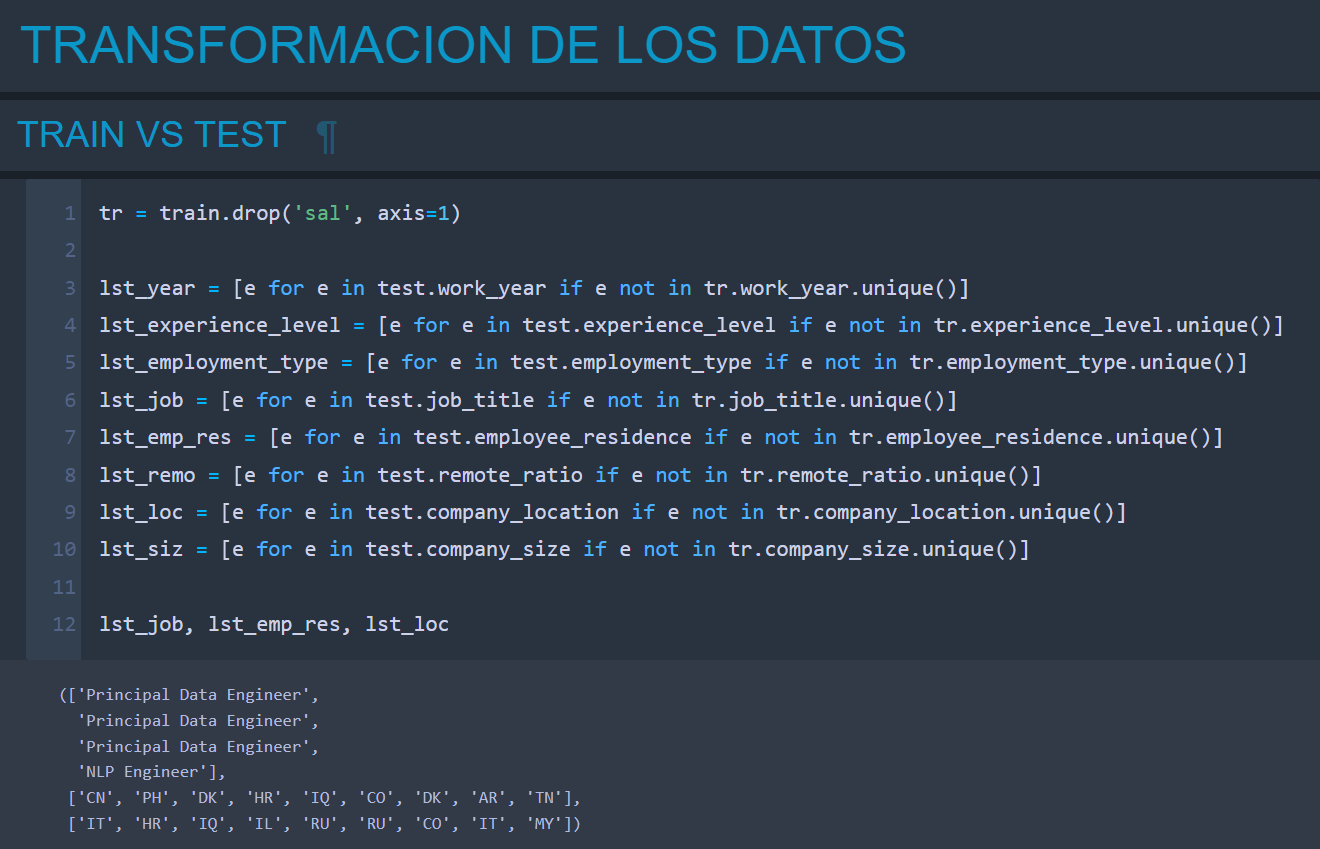 TRANSFORMACION DE LOS DATOS
TRAIN VS TEST ¶
1 tr = train.drop('sal', axis=1)
2
3 lst_year = [e for e in test.work_year if e not in tr.work_year.unique()]
4 lst_experience_level = [e for e in test.experience_level if e not in tr.experience_level.unique()]
5 lst_employment_type = [e for e in test.employment_type if e not in tr.employment_type.unique()]
6 lst_job = [e for e in test.job_title if e not in tr.job_title.unique()]
7 lst_emp_res = [e for e in test.employee_residence if e not in tr.employee_residence.unique()]
8 lst_remo = [e for e in test.remote_ratio if e not in tr.remote_ratio.unique()]
9 lst_loc = [e for e in test.company_location if e not in tr.company_location.unique()]
10 lst_siz = [e for e in test.company_size if e not in tr.company_size.unique()]
11
12 lst_job, lst_emp_res, lst_loc
(['Principal Data Engineer',
'Principal Data Engineer',
'Principal Data Engineer',
'NLP Engineer'],
['CN', 'PH', 'DK', 'HR', 'IQ', 'CO', 'DK', 'AR', 'TN'],
['IT', 'HR', 'IQ', 'IL', 'RU', 'RU', 'CO', 'IT', 'MY'])